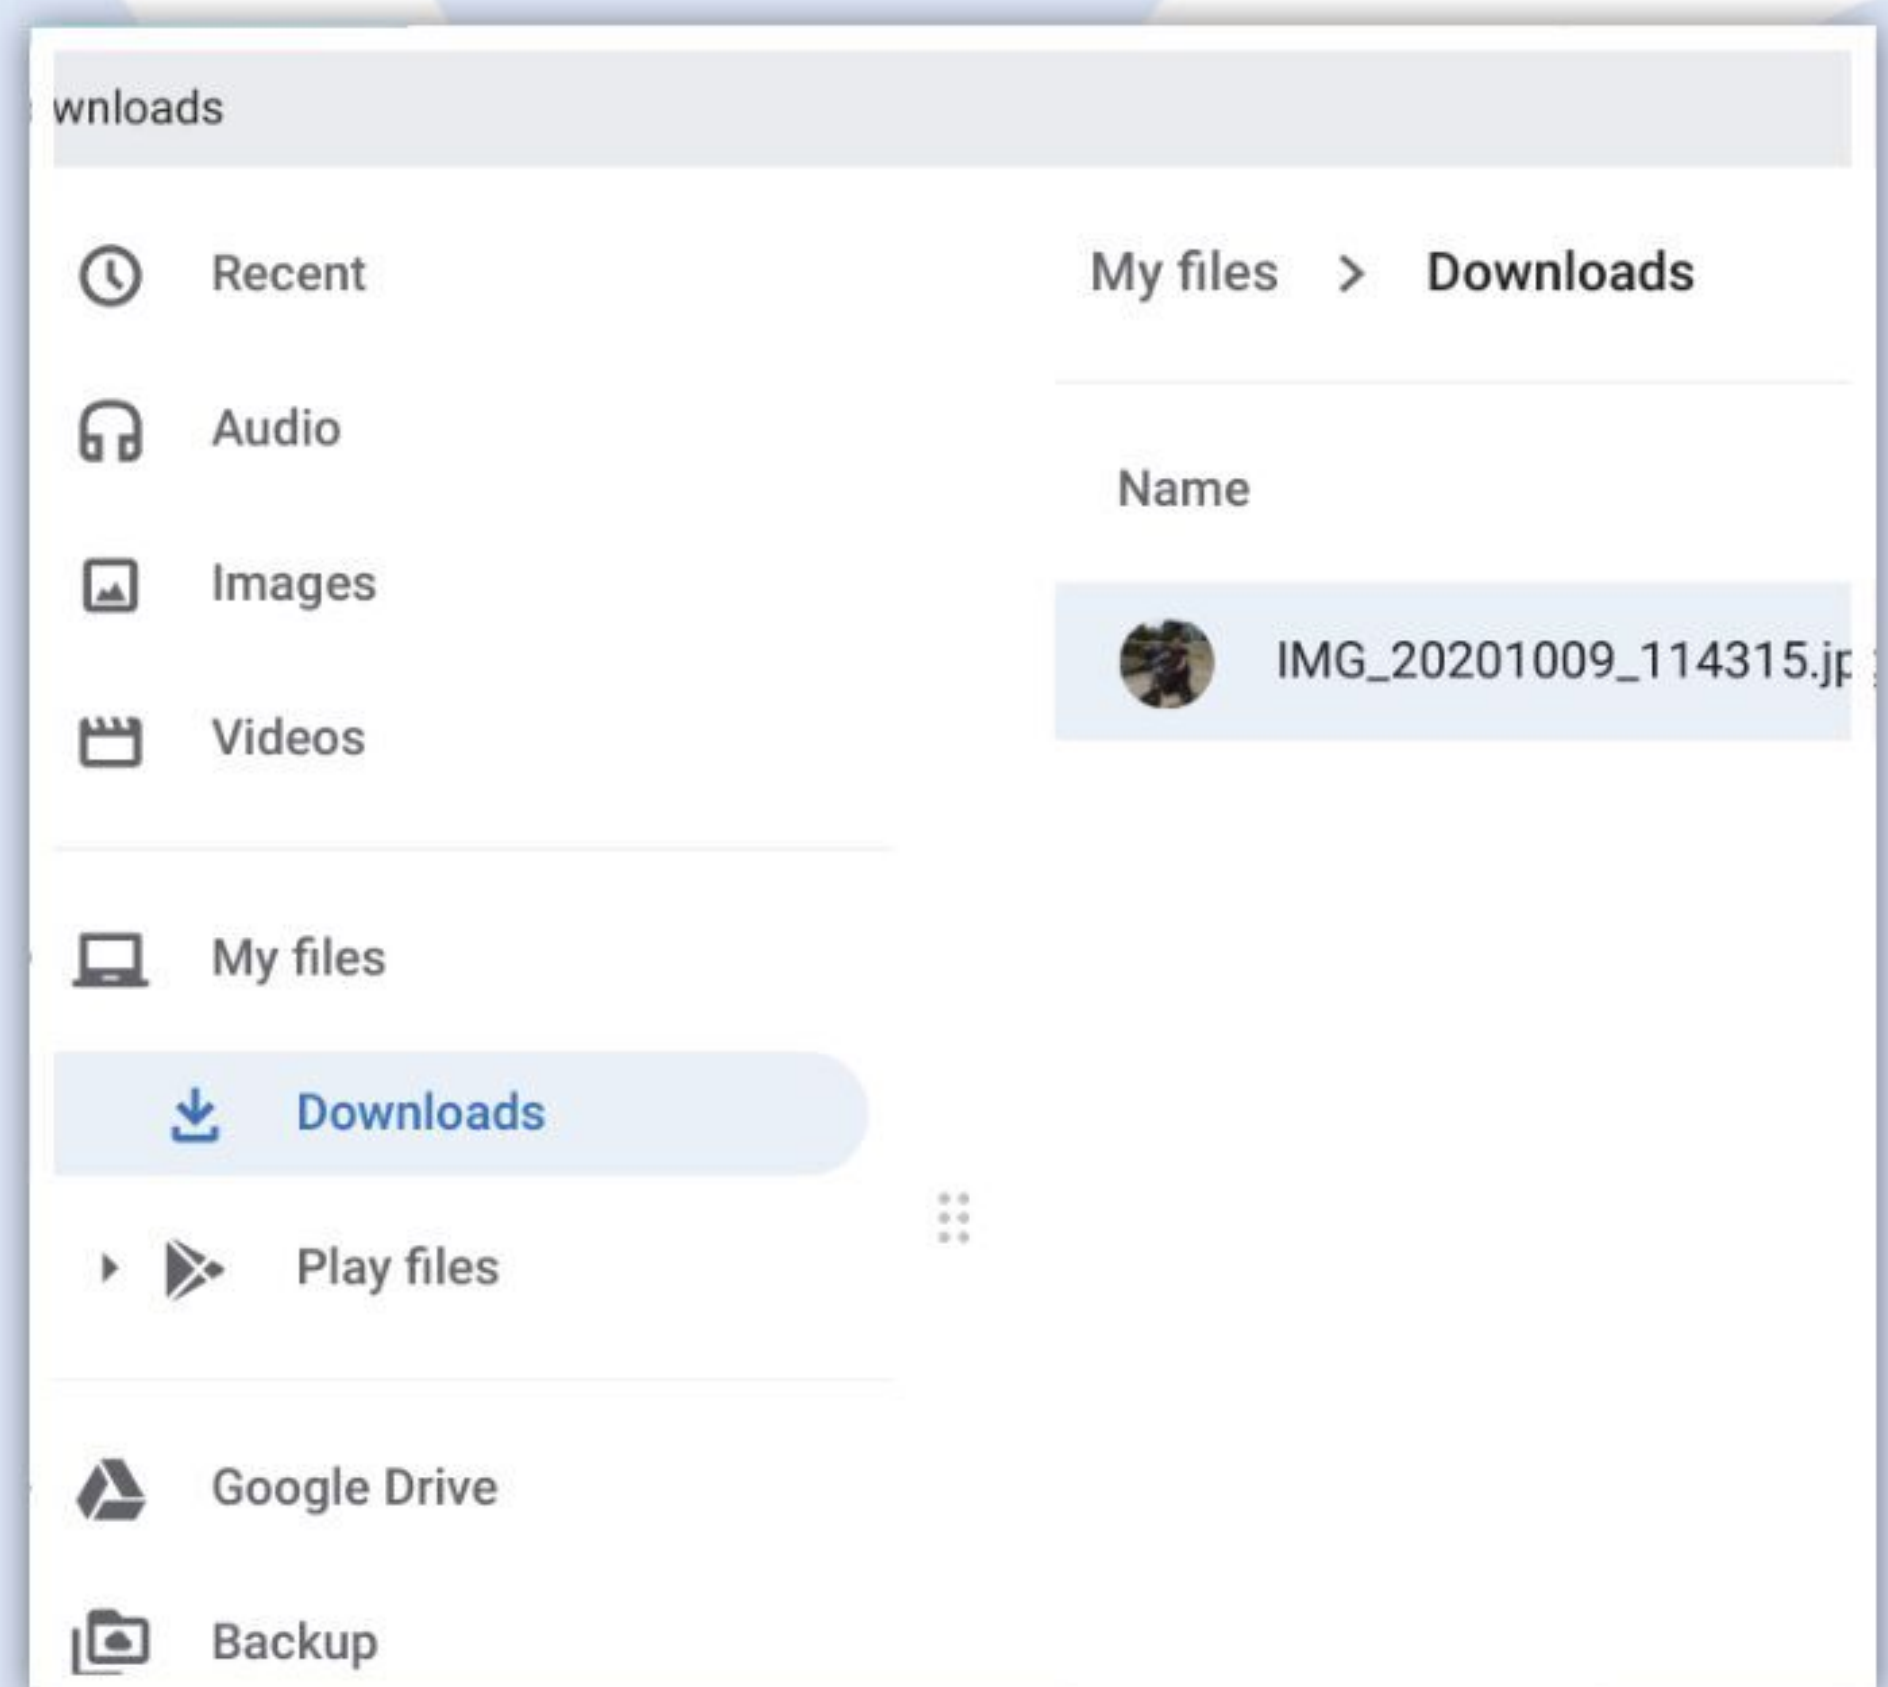 wnloads
Recent
Audio
Images
Videos
My files
Downloads
Play files
Google Drive
Backup
My files > Downloads
Name
IMG_20201009_114315.jp